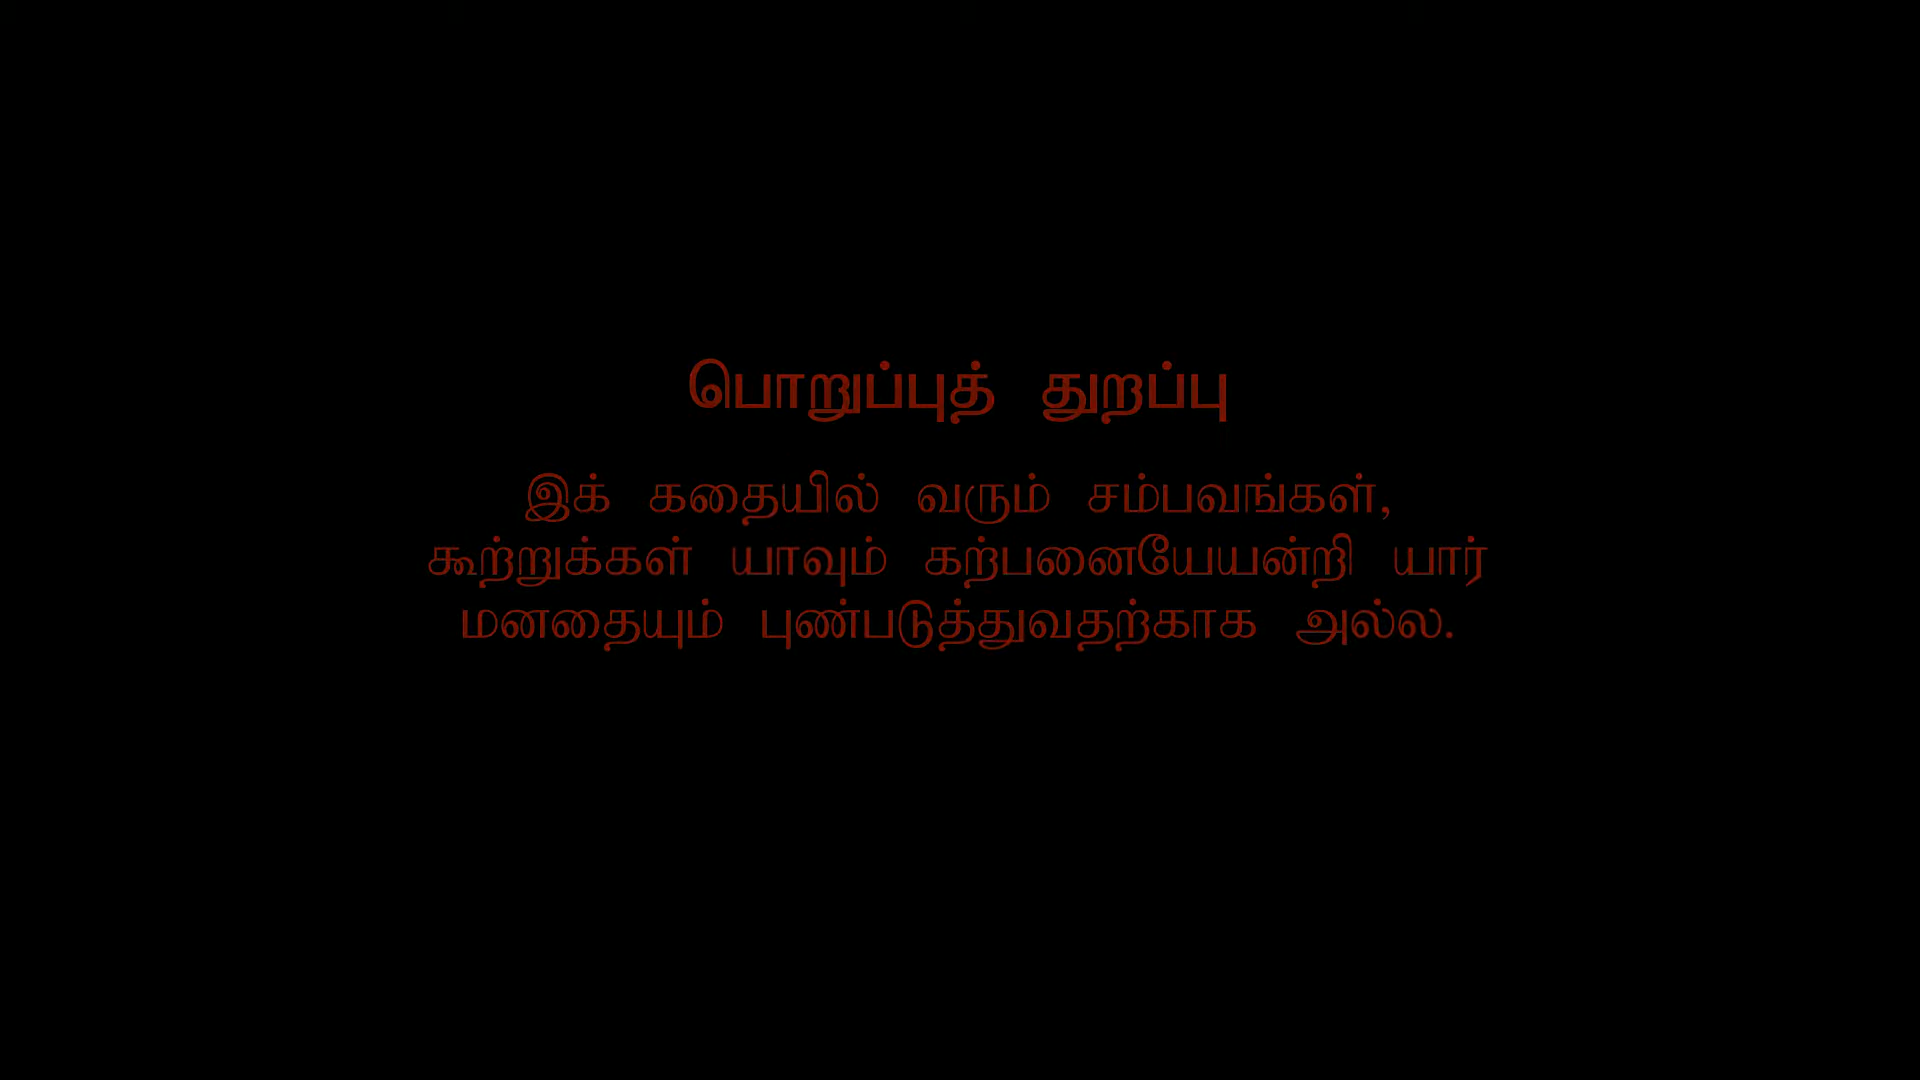 பொறுப்புத் துறப்பு
இக் கதையில் வரும் சம்பவங்கள்,
கூற்றுக்கள் யாவும் கற்பனையேயன்றி யார்
மனதையும் புண்படுத்துவதற்காக அல்ல.